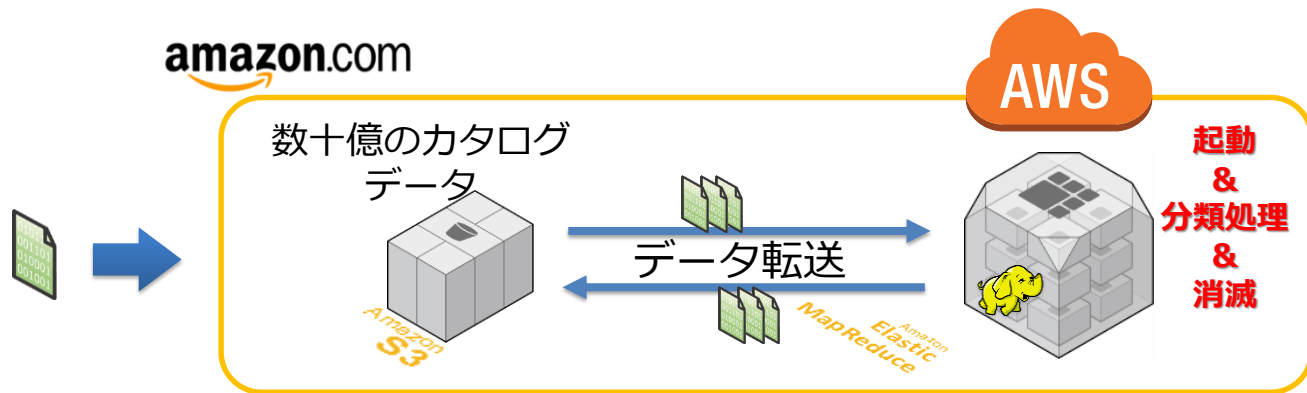 amazon.com
AWS
数十億のカタログ
データ
データ転送
Amazon
S3
Amazon
Elastic
MapReduce
起動
&
分類処理
&
消滅